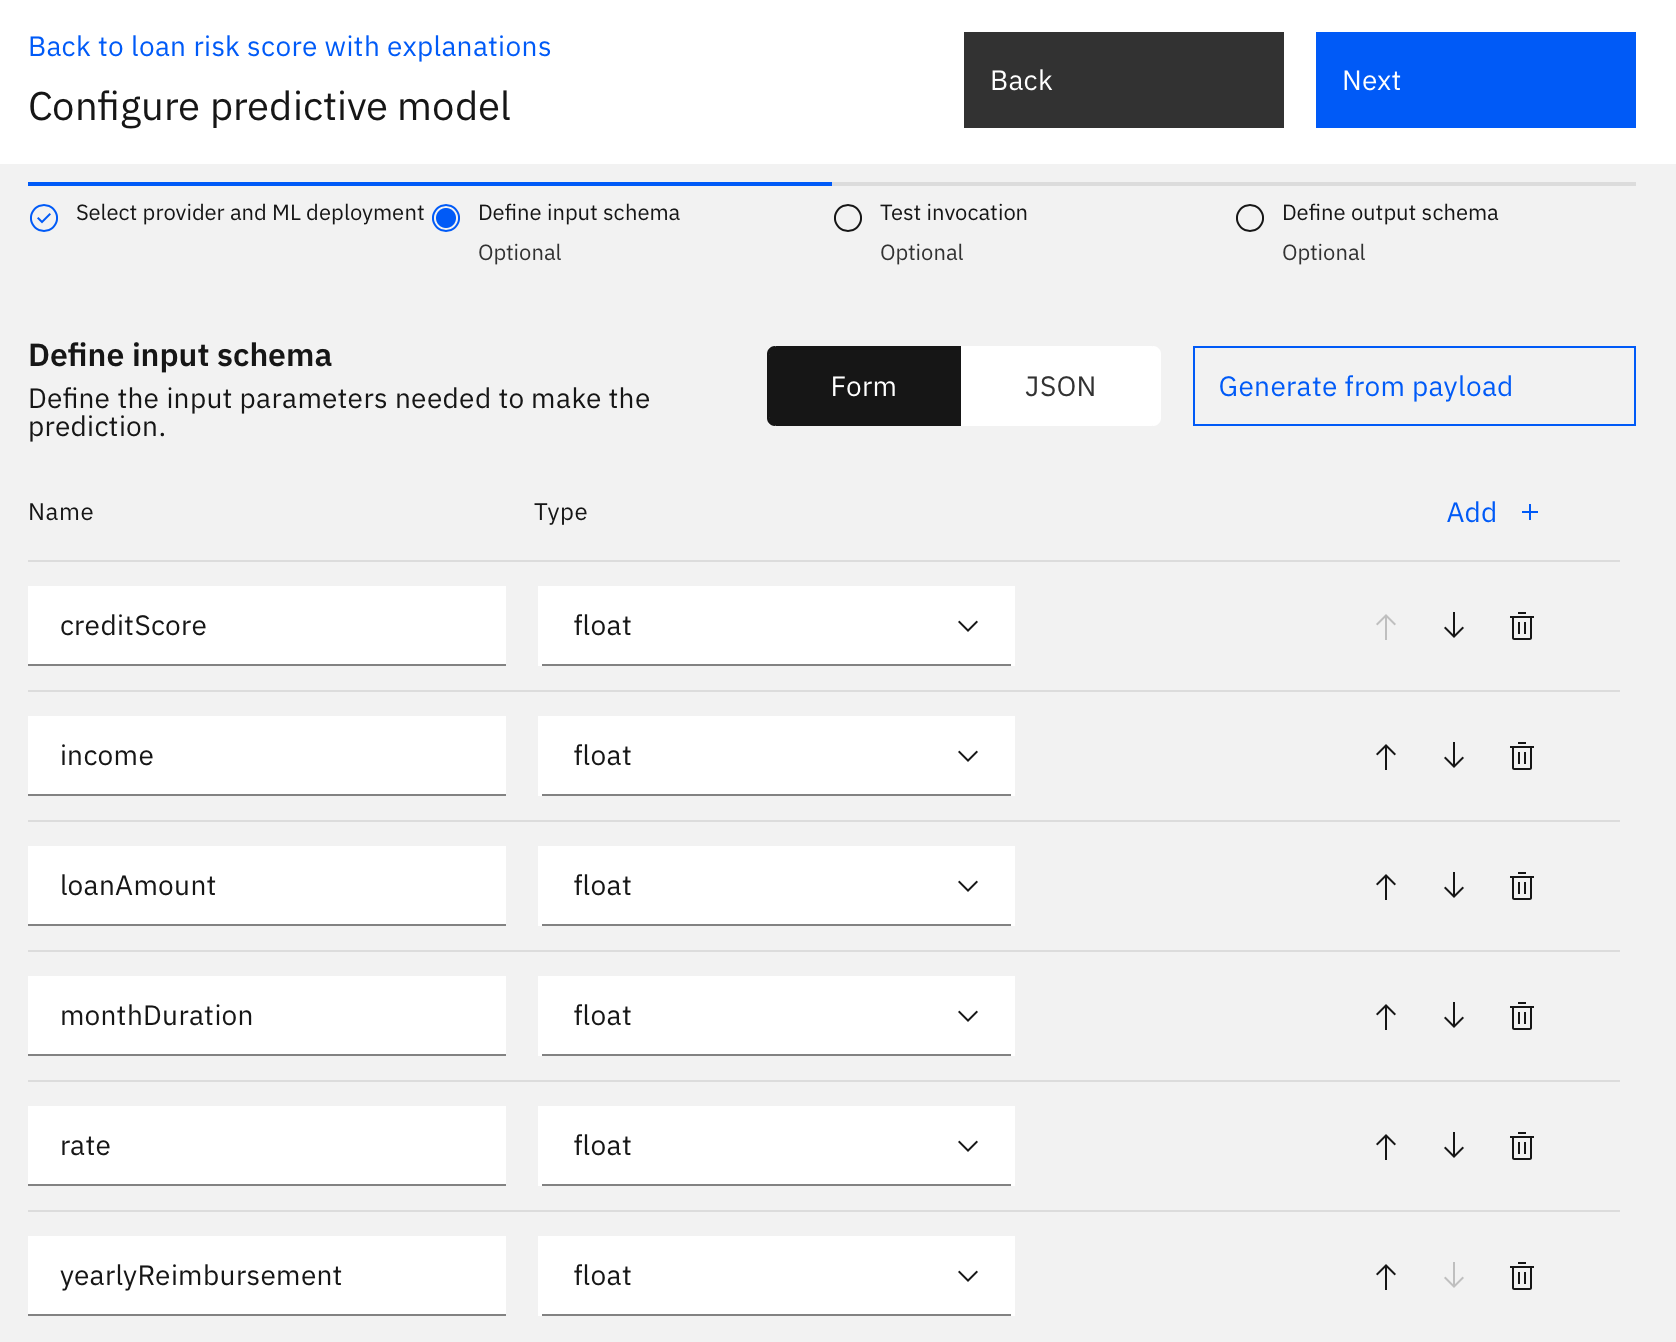 Back to loan risk score with explanations
Configure predictive model
Back
Next
Select provider and ML deployment
Define input schema
Optional
Test invocation
Optional
Define output schema
Optional
Define input schema
Define the input parameters needed to make the
prediction.
Form
JSON
Generate from payload
Name
Type
Add +
creditScore
float
income
float
loanAmount
float
monthDuration
float
rate
float
yearlyReimbursement
float